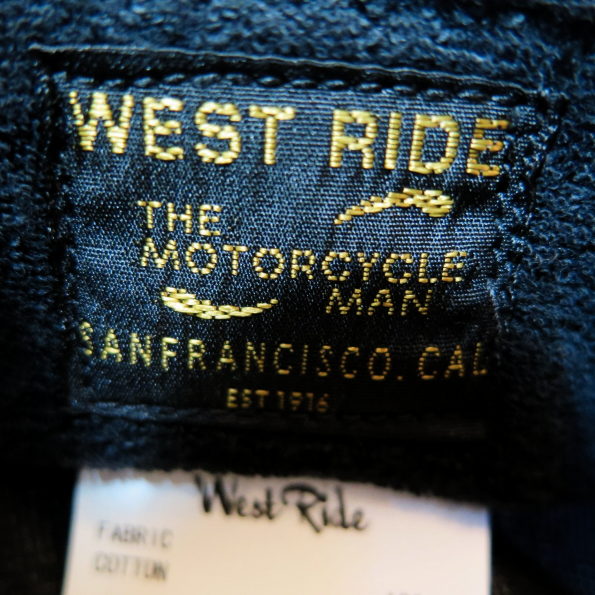 WEST RIDE
THE
MOTORCYCLE
MAN
SANFRANCISCO. CAL
EST 1916
West Ride
FABRIC
COTTON